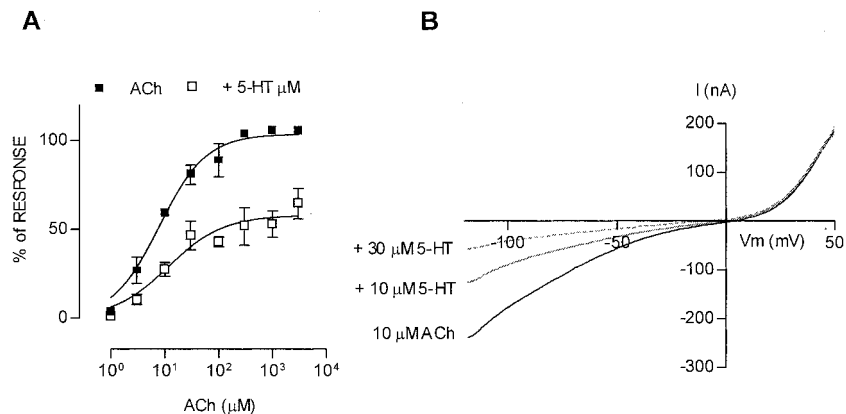 A
■ ACh □ + 5-HT μM
% of RESPONSE
100
50
0
10⁰ 10¹ 10² 10³ 10⁴
ACh (μM)
B
I (nA)
200
100
-100 -50 Vm (mV) 50
+ 30 μM 5-HT
+ 10 μM 5-HT
10 μM ACh
-100
-200
-300